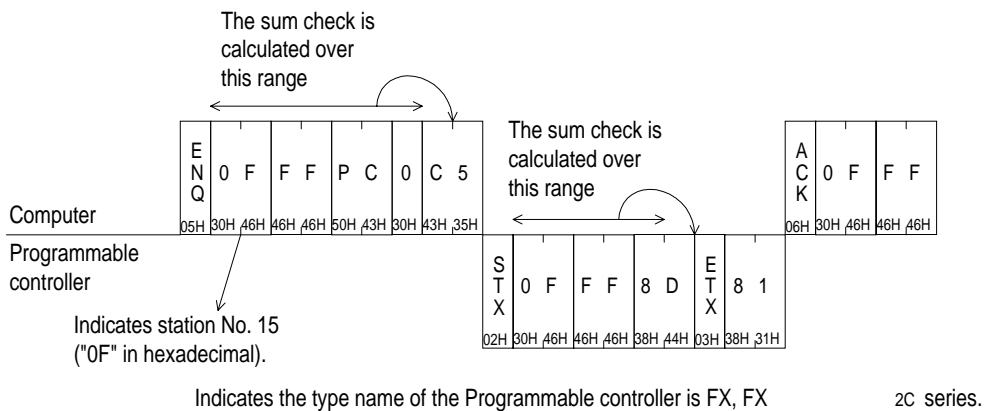 The sum check is
calculated over
this range
The sum check is
calculated over
this range
E
N
Q
0 F F F P C 0 C 5
A
C
K
0 F F F
Computer
05H 30H 46H 46H 46H 50H 43H 30H 43H 35H
06H 30H 46H 46H 46H
Programmable
controller
S
T
X
0 F F F 8 D
E
T
X
8 1
02H 30H 46H 46H 46H 38H 44H 03H 38H 31H
Indicates station No. 15
("0F" in hexadecimal).
Indicates the type name of the Programmable controller is FX, FX 2C series.